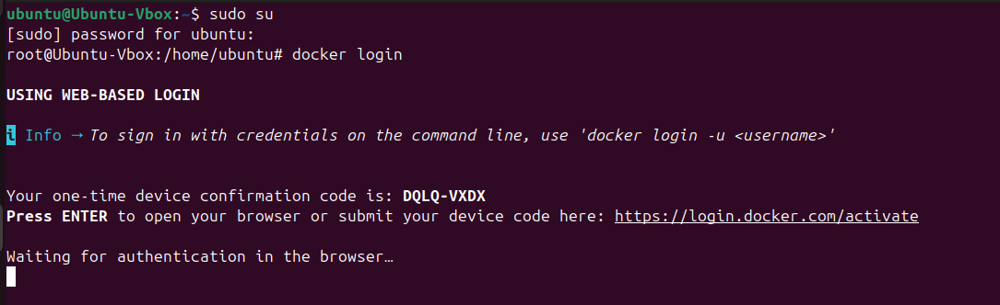 ubuntu@Ubuntu-Vbox:~$ sudo su
[sudo] password for ubuntu:
root@Ubuntu-Vbox:/home/ubuntu# docker login
USING WEB-BASED LOGIN
i Info → To sign in with credentials on the command line, use 'docker login -u <username>'
Your one-time device confirmation code is: DQLQ-VXDX
Press ENTER to open your browser or submit your device code here: https://login.docker.com/activate
Waiting for authentication in the browser…